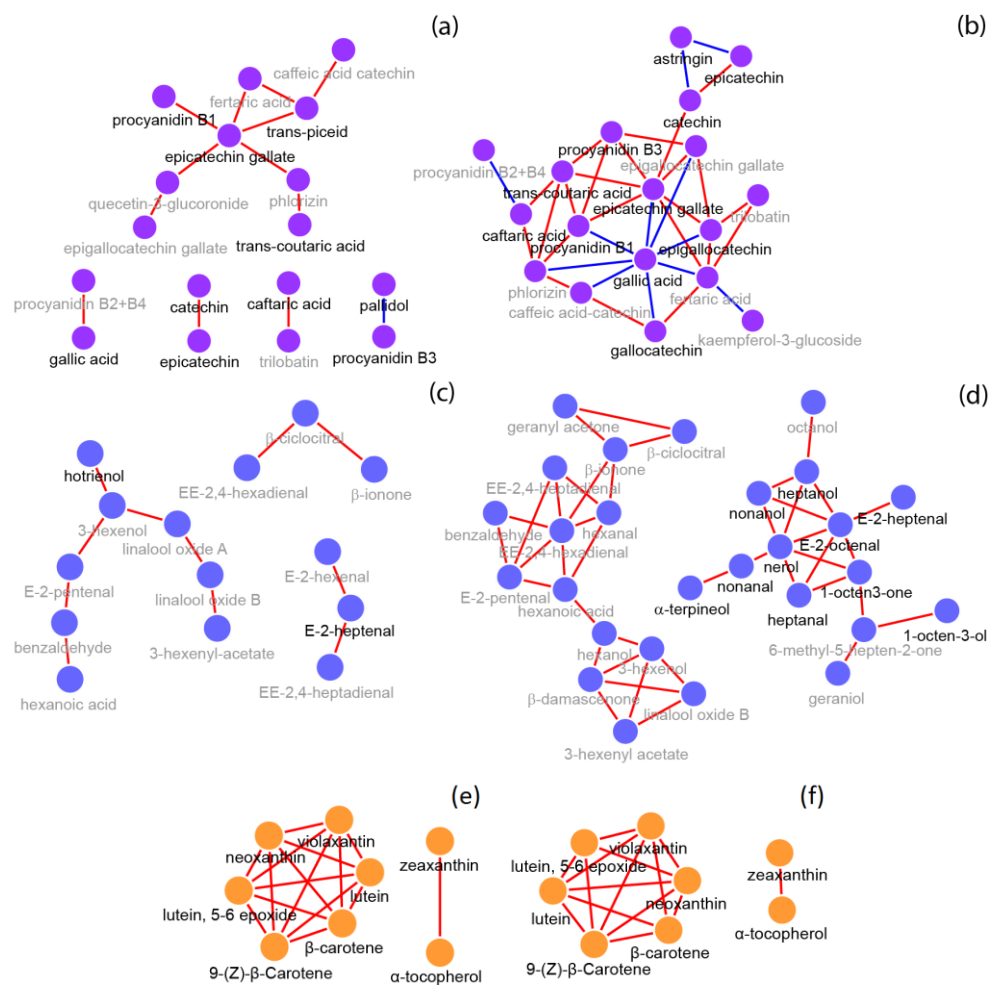 (a)
caffeic acid catechin
fertaric acid
procyanidin B1
trans-piceid
epicatechin gallate
quecetin-3-glucoronide
phlorizin
epigallocatechin gallate
trans-coutaric acid
procyanidin B2+B4
catechin
caftaric acid
pallidol
gallic acid
epicatechin
trilobatin
procyanidin B3
(b)
astringin
epicatechin
catechin
procyanidin B3
procyanidin B2+B4
epigallocatechin gallate
trans-coutaric acid
epicatechin gallate
trilobatin
caftaric acid
procyanidin B1
epigallocatechin
gallic acid
phlorizin
fertaric acid
caffeic acid-catechin
kaempferol-3-glucoside
gallocatechin
(c)
β-ciclocitral
hotrienol
EE-2,4-hexadienal
β-ionone
3-hexenol
linalool oxide A
E-2-hexenal
E-2-pentenal
linalool oxide B
E-2-heptenal
benzaldehyde
3-hexenyl-acetate
EE-2,4-heptadienal
hexanoic acid
(d)
geranyl acetone
β-ciclocitral
β-ionone
EE-2,4-heptadienal
benzaldehyde
hexanal
EE-2,4-hexadienal
E-2-pentenal
hexanoic acid
hexanol
3-hexenol
β-damascenone
linalool oxide B
3-hexenyl acetate
octanol
heptanol
nonanol
E-2-heptenal
E-2-octenal
nerol
nonanal
1-octen3-one
α-terpineol
heptanal
1-octen-3-ol
6-methyl-5-hepten-2-one
geraniol
(e)
violaxantin
neoxanthin
zeaxanthin
lutein
lutein, 5-6 epoxide
β-carotene
9-(Z)-β-Carotene
α-tocopherol
(f)
violaxantin
lutein, 5-6 epoxide
zeaxanthin
neoxanthin
lutein
α-tocopherol
β-carotene
9-(Z)-β-Carotene